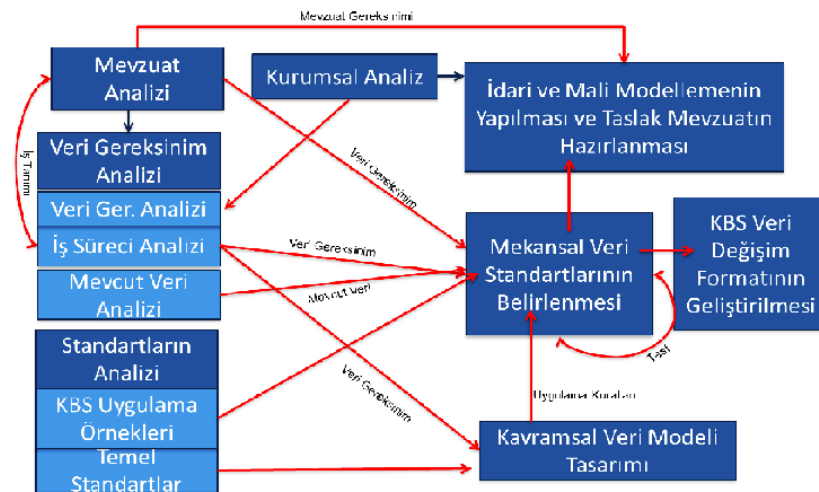 Mevzuat Gereksinimi
Mevzuat
Analizi
Kurumsal Analiz
İdari ve Mali Modellemenin
Yapılması ve Taslak Mevzuatın
Hazırlanması
İş Tanımı
Veri Gereksinim
Analizi
Veri Ger. Analizi
İş Süreci Analizi
Mevcut Veri
Analizi
Veri Gereksinim
Veri Gereksinim
Mevcut Veri
Mekansal Veri
Standartlarının
Belirlenmesi
KBS Veri
Değişim
Formatının
Geliştirilmesi
Test
Standartların
Analizi
KBS Uygulama
Örnekleri
Temel
Standartlar
Veri Gereksinim
Uygulama Kuralları
Kavramsal Veri Modeli
Tasarımı